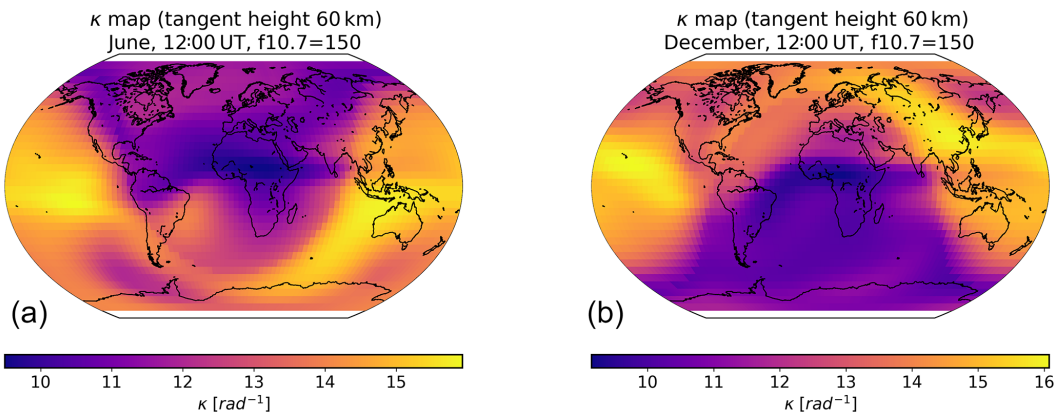 κ map (tangent height 60 km)
June, 12:00 UT, f10.7=150
(a)
10 11 12 13 14 15
κ [rad⁻¹]
κ map (tangent height 60 km)
December, 12:00 UT, f10.7=150
(b)
10 11 12 13 14 15 16
κ [rad⁻¹]